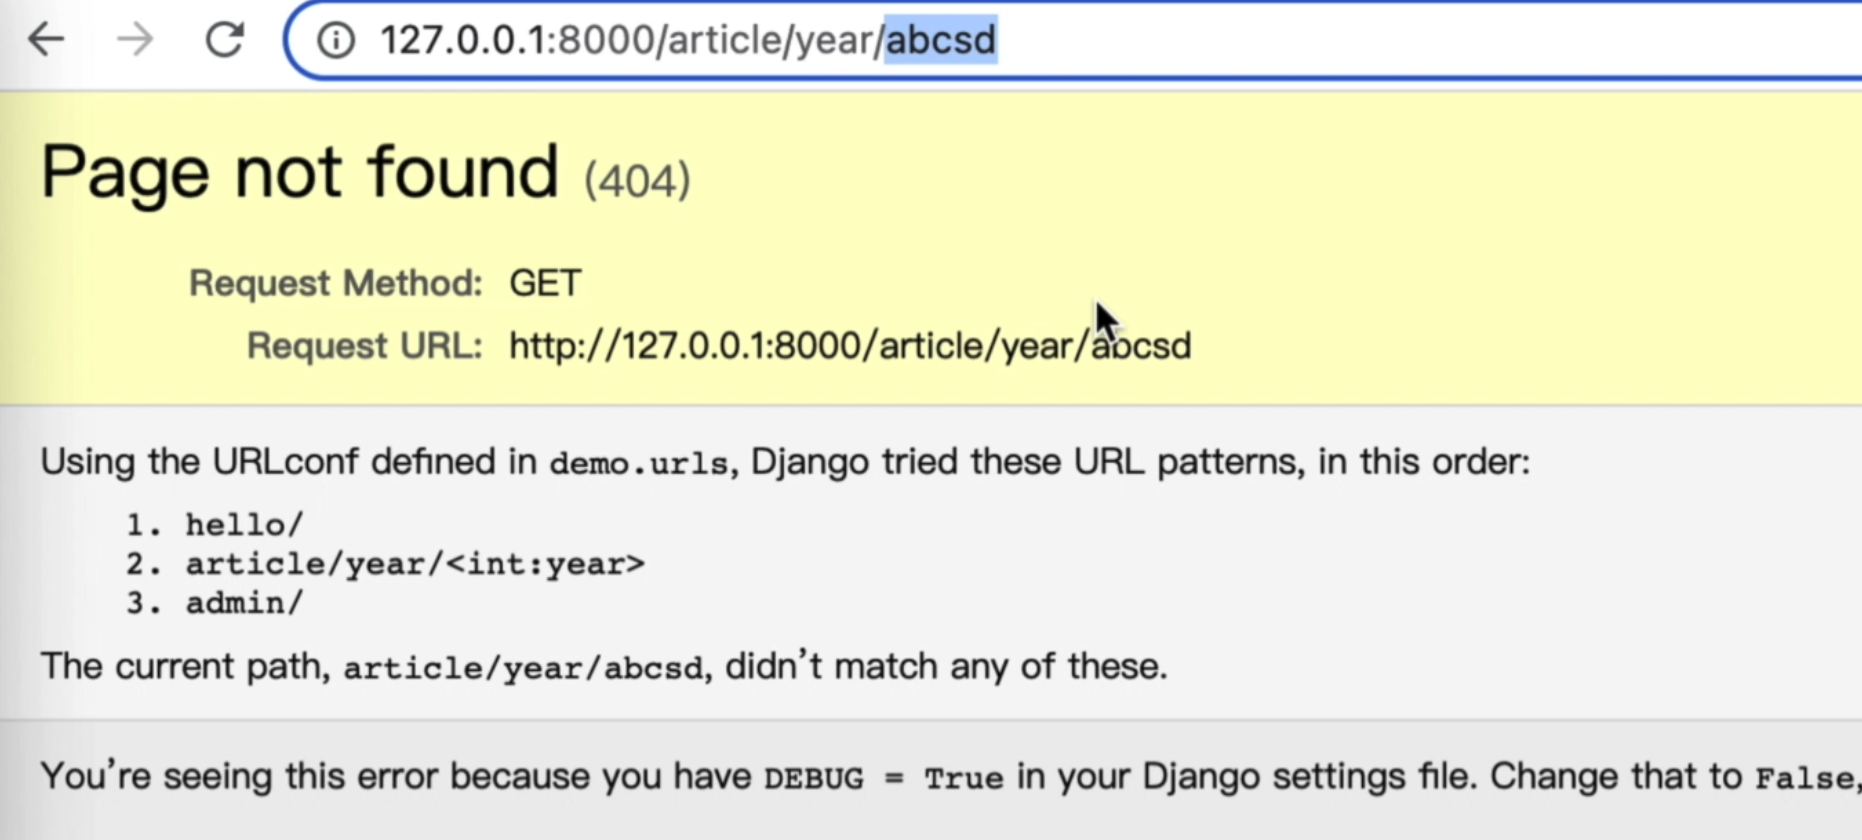 127.0.0.1:8000/article/year/abcsd
Page not found (404)
Request Method: GET
Request URL: http://127.0.0.1:8000/article/year/abcsd
Using the URLconf defined in demo.urls, Django tried these URL patterns, in this order:
1. hello/
2. article/year/<int:year>
3. admin/
The current path, article/year/abcsd, didn't match any of these.
You're seeing this error because you have DEBUG = True in your Django settings file. Change that to False,